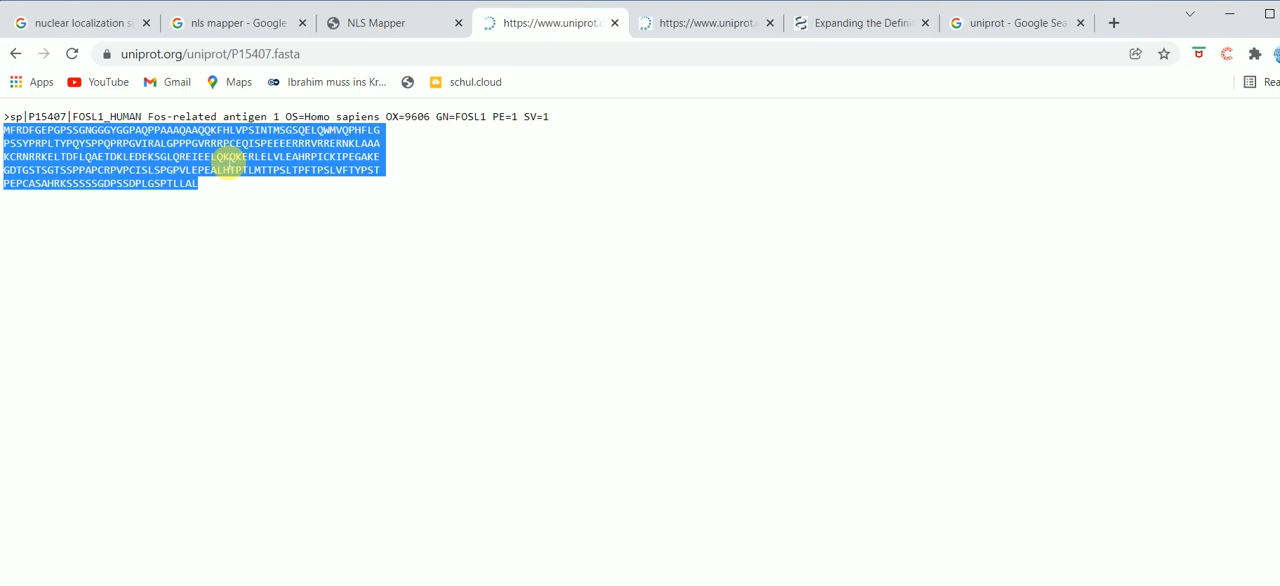 nuclear localization si
nls mapper - Google
NLS Mapper
https://www.uniprot.
https://www.uniprot.
Expanding the Defini
uniprot - Google Sea
uniprot.org/uniprot/P15407.fasta
Apps
YouTube
Gmail
Maps
Ibrahim muss ins Kr...
schul.cloud
Rea
>sp|P15407|FOSL1_HUMAN Fos-related antigen 1 OS=Homo sapiens OX=9606 GN=FOSL1 PE=1 SV=1
MFRDFGEPGPSSGNGGGYGGPAQPPAAAQAAQQKFHLVPSINTMSGSQELQWMVQPHFLG
PSSYPRPLTYPQYSPPQPRPGVIRALGPPPGVRRRPCEQISPEEEERRRVRRERNKLAAA
KCRNRRKELTDFLQAETDKLEDEKSGLQREIEELQKQKERLELVLEAHRPICKIPEGAKE
GDTGSTSGTSSPPAPCRPVPCISLSPGPVLEPEALHTPTLMTTPSLTPFTPSLVFTYPST
PEPCASAHRKSSSSSGDPSSDPLGSPTLLAL